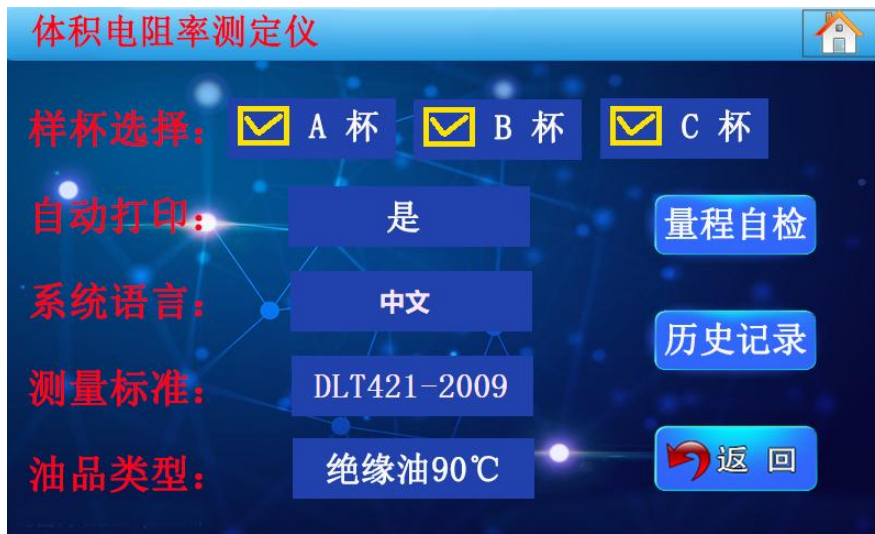 体积电阻率测定仪
样杯选择： A 杯 B 杯 C 杯
自动打印： 是 量程自检
系统语言： 中文 历史记录
测量标准： DLT421-2009
油品类型： 绝缘油90℃ 返 回